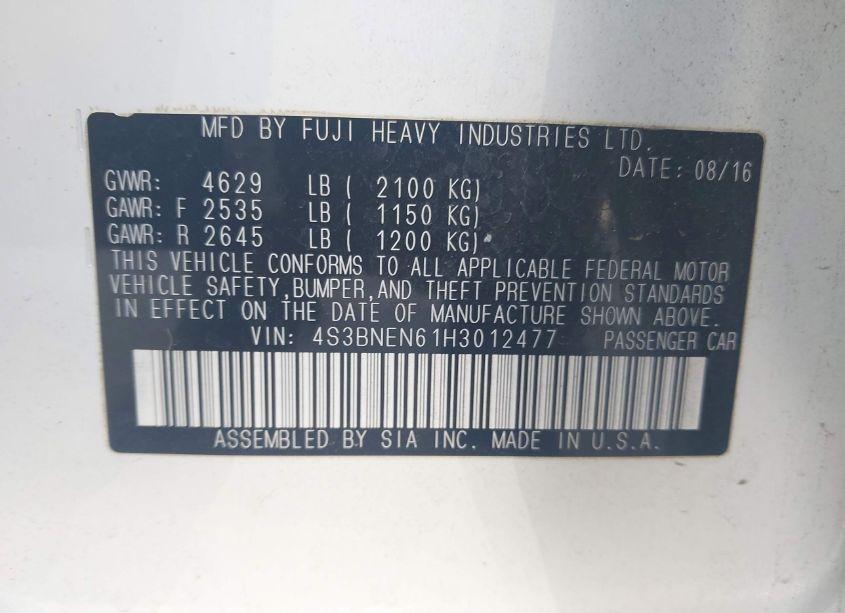 MFD BY FUJI HEAVY INDUSTRIES LTD.
DATE: 08/16
GVWR: 4629 LB ( 2100 KG)
GAWR: F 2535 LB ( 1150 KG)
GAWR: R 2645 LB ( 1200 KG)
THIS VEHICLE CONFORMS TO ALL APPLICABLE FEDERAL MOTOR
VEHICLE SAFETY,BUMPER,AND THEFT PREVENTION STANDARDS
IN EFFECT ON THE DATE OF MANUFACTURE SHOWN ABOVE.
VIN: 4S3BNEN61H3012477 PASSENGER CAR
ASSEMBLED BY SIA INC. MADE IN U.S.A.